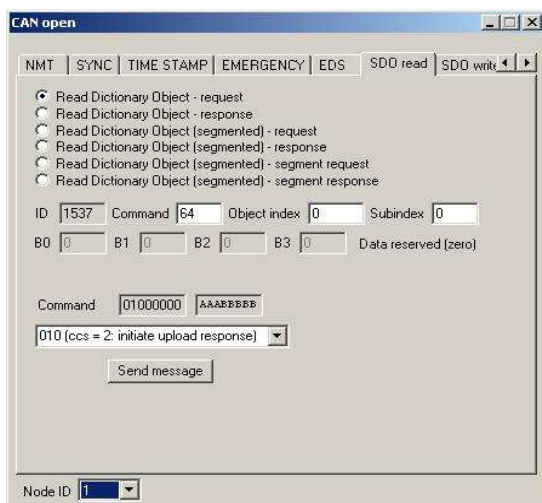 CAN open
NMT SYNC TIME STAMP EMERGENCY EDS SDO read SDO write
Read Dictionary Object - request
Read Dictionary Object - response
Read Dictionary Object (segmented) - request
Read Dictionary Object (segmented) - response
Read Dictionary Object (segmented) - segment request
Read Dictionary Object (segmented) - segment response
ID 1537 Command 64 Object index 0 Subindex 0
B0 0 B1 0 B2 0 B3 0 Data reserved (zero)
Command 01000000 AAABBBBB
010 (ccs = 2: initiate upload response)
Send message
Node ID 1